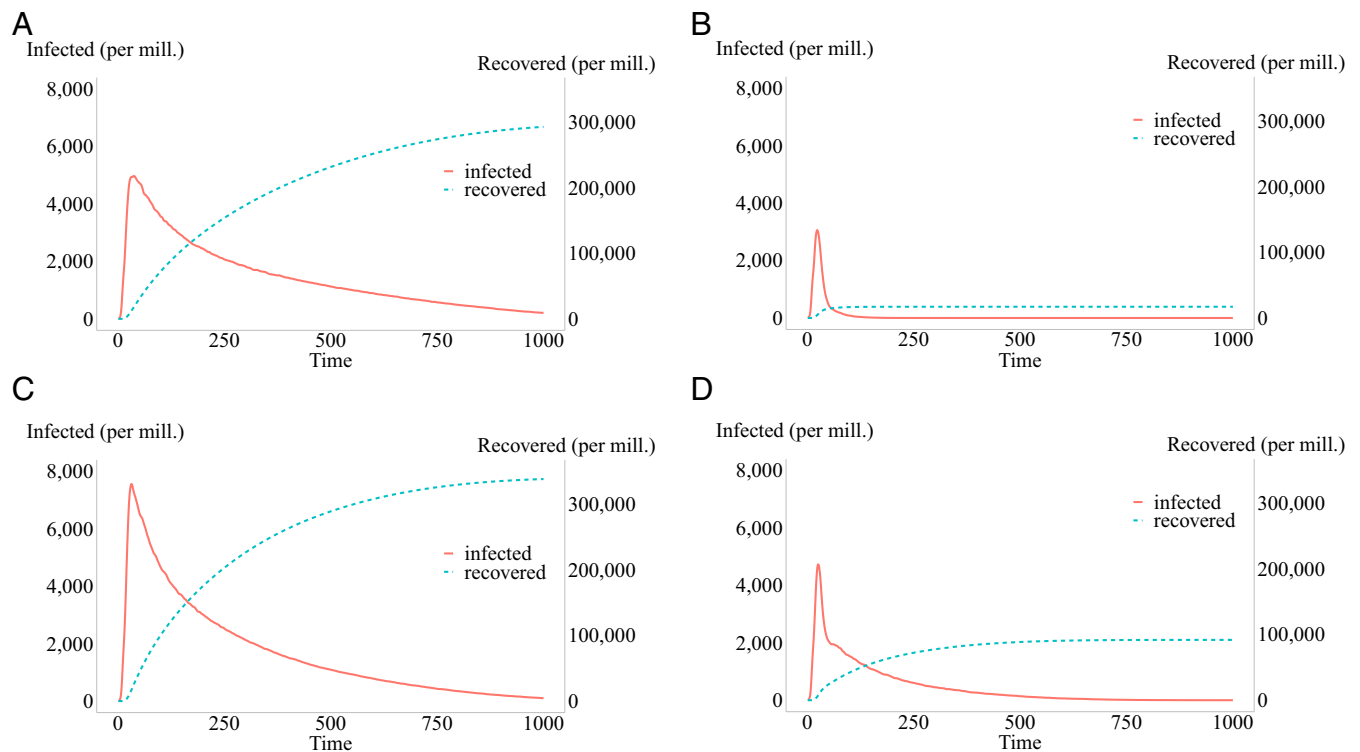 A
Infected (per mill.)
Recovered (per mill.)
8,000
6,000
4,000
2,000
0
300,000
200,000
100,000
0
infected
recovered
0 250 500 750 1000
Time
B
Infected (per mill.)
Recovered (per mill.)
8,000
6,000
4,000
2,000
0
300,000
200,000
100,000
0
infected
recovered
0 250 500 750 1000
Time
C
Infected (per mill.)
Recovered (per mill.)
8,000
6,000
4,000
2,000
0
300,000
200,000
100,000
0
infected
recovered
0 250 500 750 1000
Time
D
Infected (per mill.)
Recovered (per mill.)
8,000
6,000
4,000
2,000
0
300,000
200,000
100,000
0
infected
recovered
0 250 500 750 1000
Time